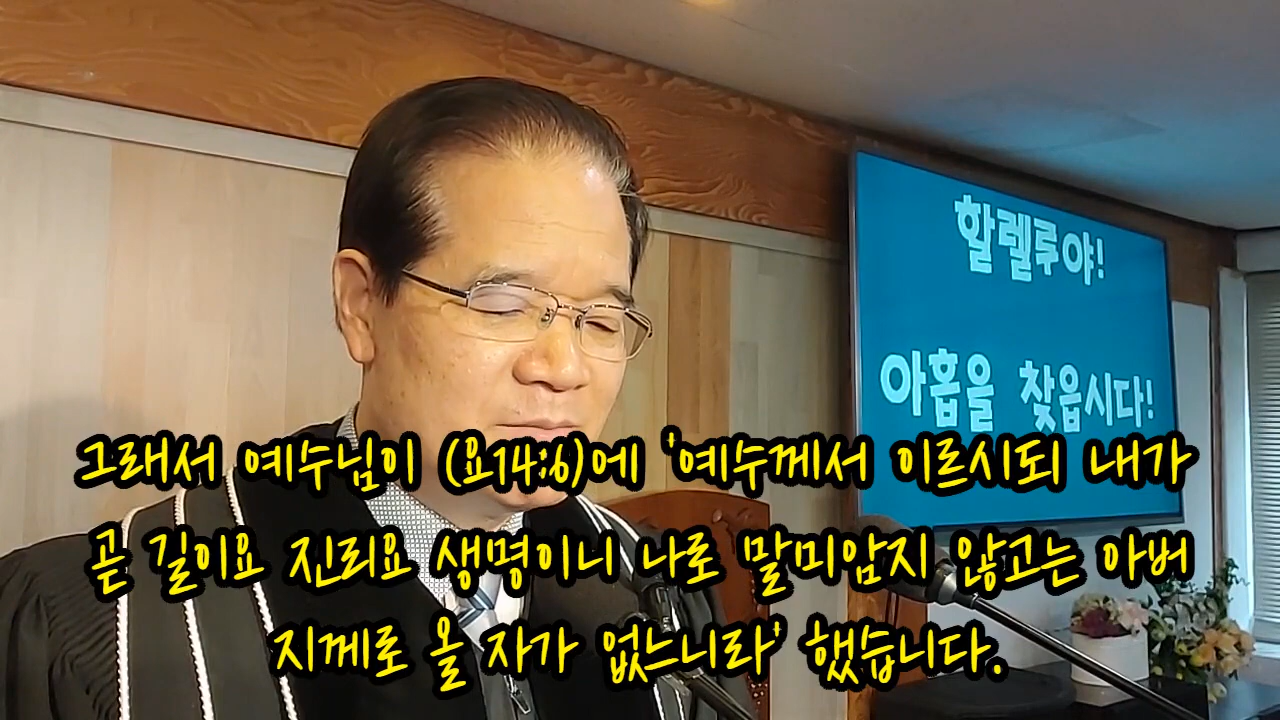 할렐루야!
아홉을 찾읍시다!
그래서 예수님이 (요14:6)에 '예수께서 이르시되 내가
곧 길이요 진리요 생명이니 나로 말미암지 않고는 아버
지께로 올 자가 없느니라' 했습니다.